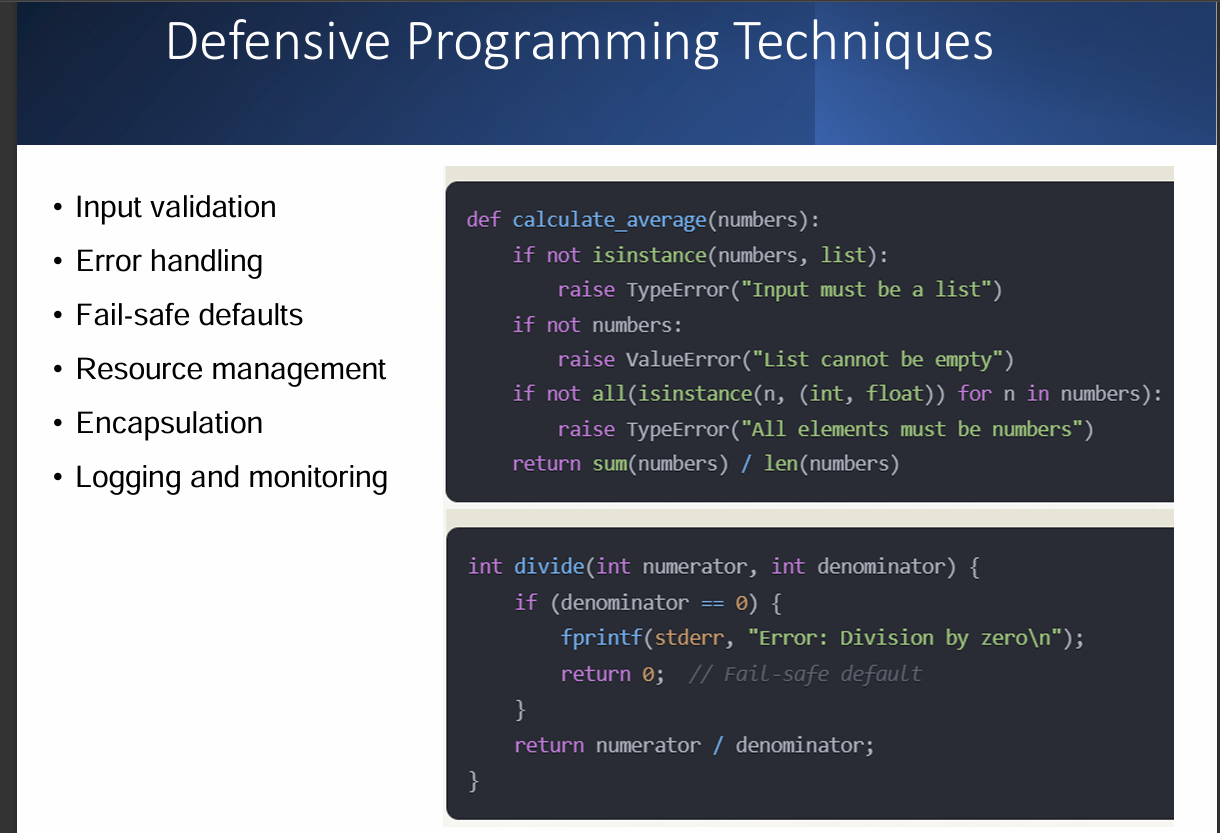 Defensive Programming Techniques
• Input validation
• Error handling
• Fail-safe defaults
• Resource management
• Encapsulation
• Logging and monitoring
def calculate_average(numbers):
    if not isinstance(numbers, list):
        raise TypeError("Input must be a list")
    if not numbers:
        raise ValueError("List cannot be empty")
    if not all(isinstance(n, (int, float)) for n in numbers):
        raise TypeError("All elements must be numbers")
    return sum(numbers) / len(numbers)
int divide(int numerator, int denominator) {
    if (denominator == 0) {
        fprintf(stderr, "Error: Division by zero\n");
        return 0;  // Fail-safe default
    }
    return numerator / denominator;
}